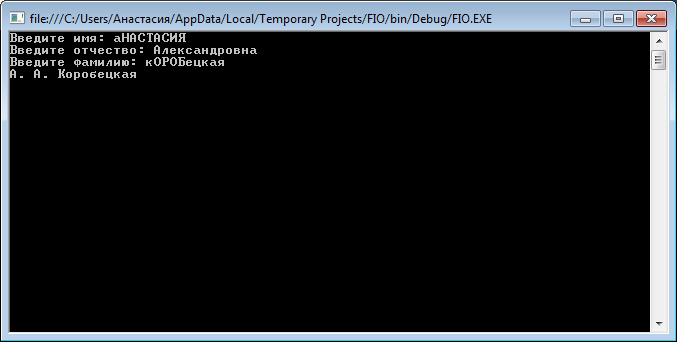 file:///C:/Users/Анастасия/AppData/Local/Temporary Projects/FIO/bin/Debug/FIO.EXE
Введите имя: аНАСТАСИЯ
Введите отчество: Александровна
Введите фамилию: кОРОБецкая
А. А. Коробецкая